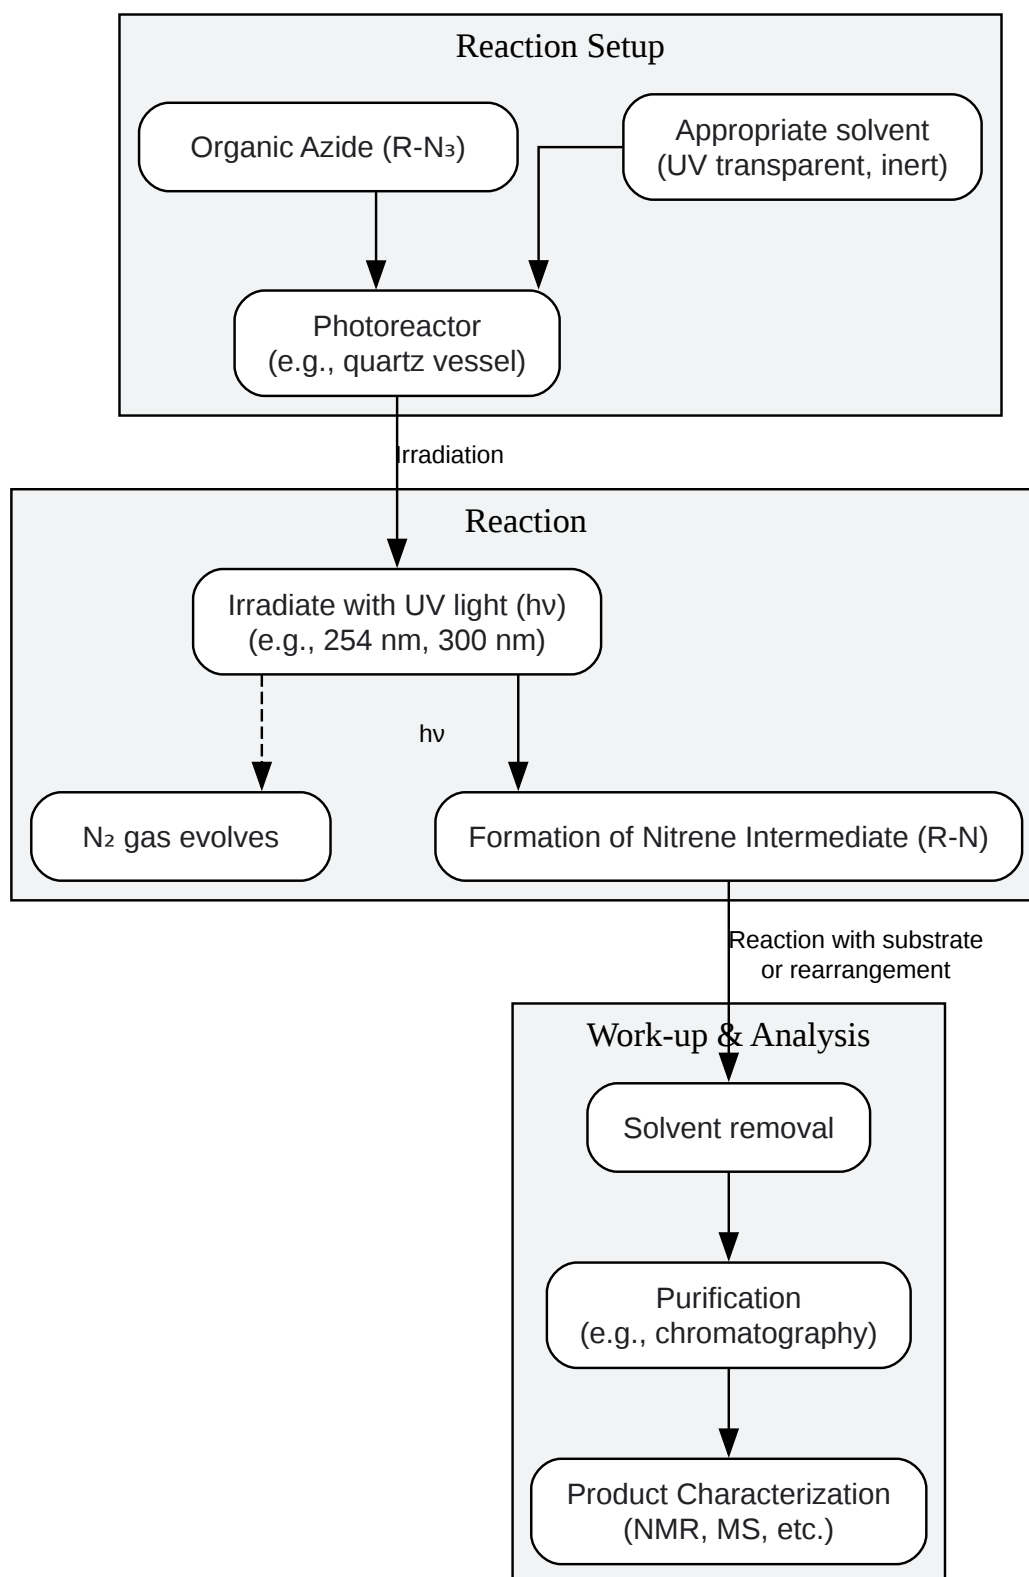 Reaction Setup
Organic Azide (R-N₃)
Appropriate solvent
(UV transparent, inert)
Photoreactor
(e.g., quartz vessel)
Irradiation
Reaction
Irradiate with UV light (hν)
(e.g., 254 nm, 300 nm)
hν
N₂ gas evolves
Formation of Nitrene Intermediate (R-N)
Reaction with substrate
or rearrangement
Work-up & Analysis
Solvent removal
Purification
(e.g., chromatography)
Product Characterization
(NMR, MS, etc.)